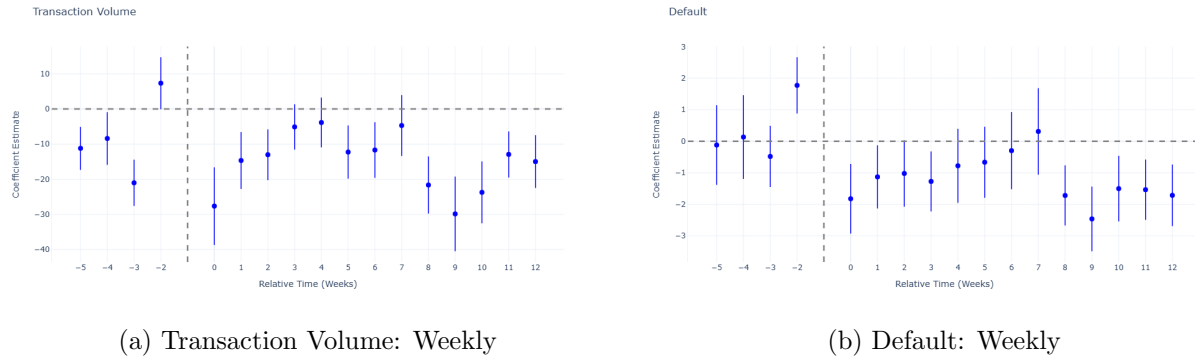 Transaction Volume
10
0
−10
−20
−30
−40
Coefficient Estimate
−5 −4 −3 −2 0 1 2 3 4 5 6 7 8 9 10 11 12
Relative Time (Weeks)
(a) Transaction Volume: Weekly
Default
3
2
1
0
−1
−2
−3
Coefficient Estimate
−5 −4 −3 −2 0 1 2 3 4 5 6 7 8 9 10 11 12
Relative Time (Weeks)
(b) Default: Weekly